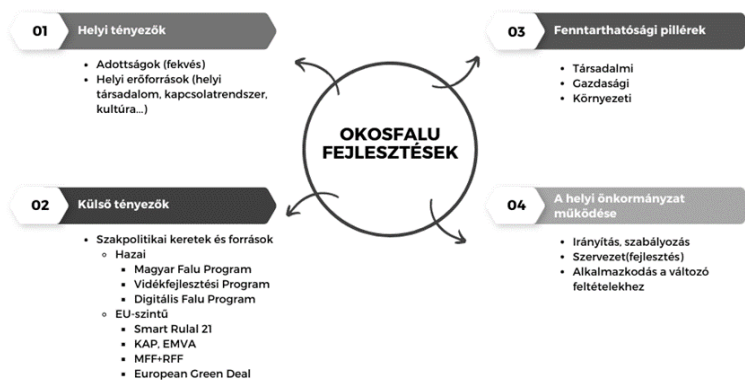 01 Helyi tényezők
Adottságok (fekvés)
Helyi erőforrások (helyi
társadalom, kapcsolatrendszer,
kultúra...)
02 Külső tényezők
Szakpolitikai keretek és források
Hazai
Magyar Falu Program
Vidékfejlesztési Program
Digitális Falu Program
EU-szintű
Smart Rulal 21
KAP, EMVA
MFF+RFF
European Green Deal
OKOSFALU
FEJLESZTÉSEK
03 Fenntarthatósági pillérek
Társadalmi
Gazdasági
Környezeti
04 A helyi önkormányzat
működése
Irányítás, szabályozás
Szervezet(fejlesztés)
Alkalmazkodás a változó
feltételekhez